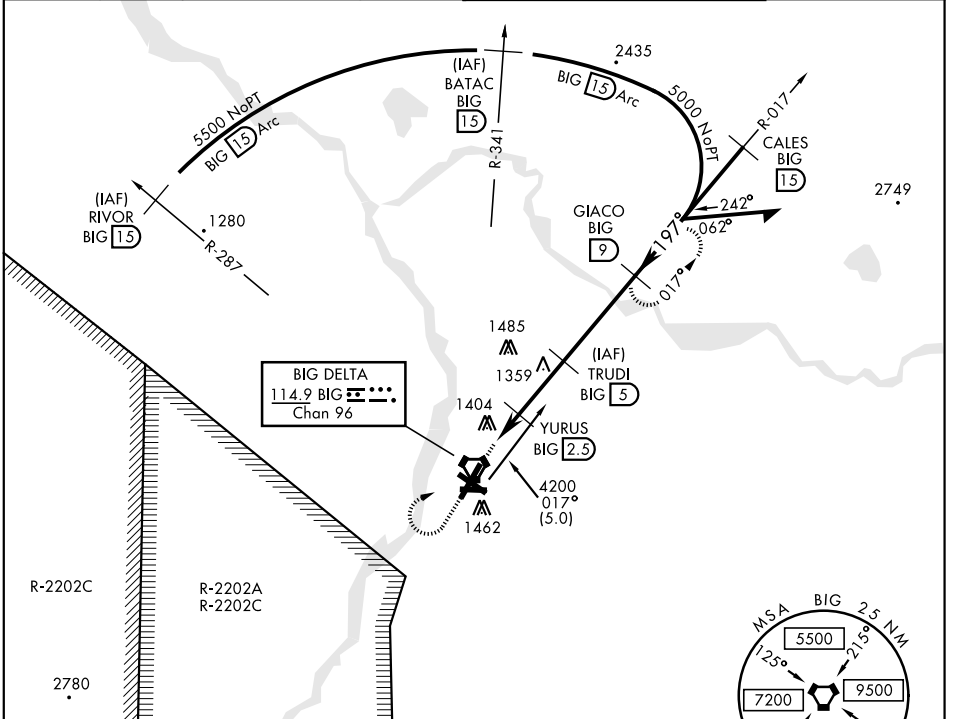 2435
(IAF)
BATAC
BIG
15
BIG 15 Arc
5000 NoPT
5500 NoPT
BIG 15 Arc
R-341
R-017
CALES
BIG
15
(IAF)
RIVOR
BIG 15
1280
R-287
2749
GIACO
BIG
9
242°
062°
197°
017°
1485
1359
(IAF)
TRUDI
BIG 5
BIG DELTA
114.9 BIG
Chan 96
1404
YURUS
BIG 2.5
4200
017°
(5.0)
1462
R-2202C
R-2202A
R-2202C
2780
MSA BIG 25 NM
5500
125°
215°
7200
9500